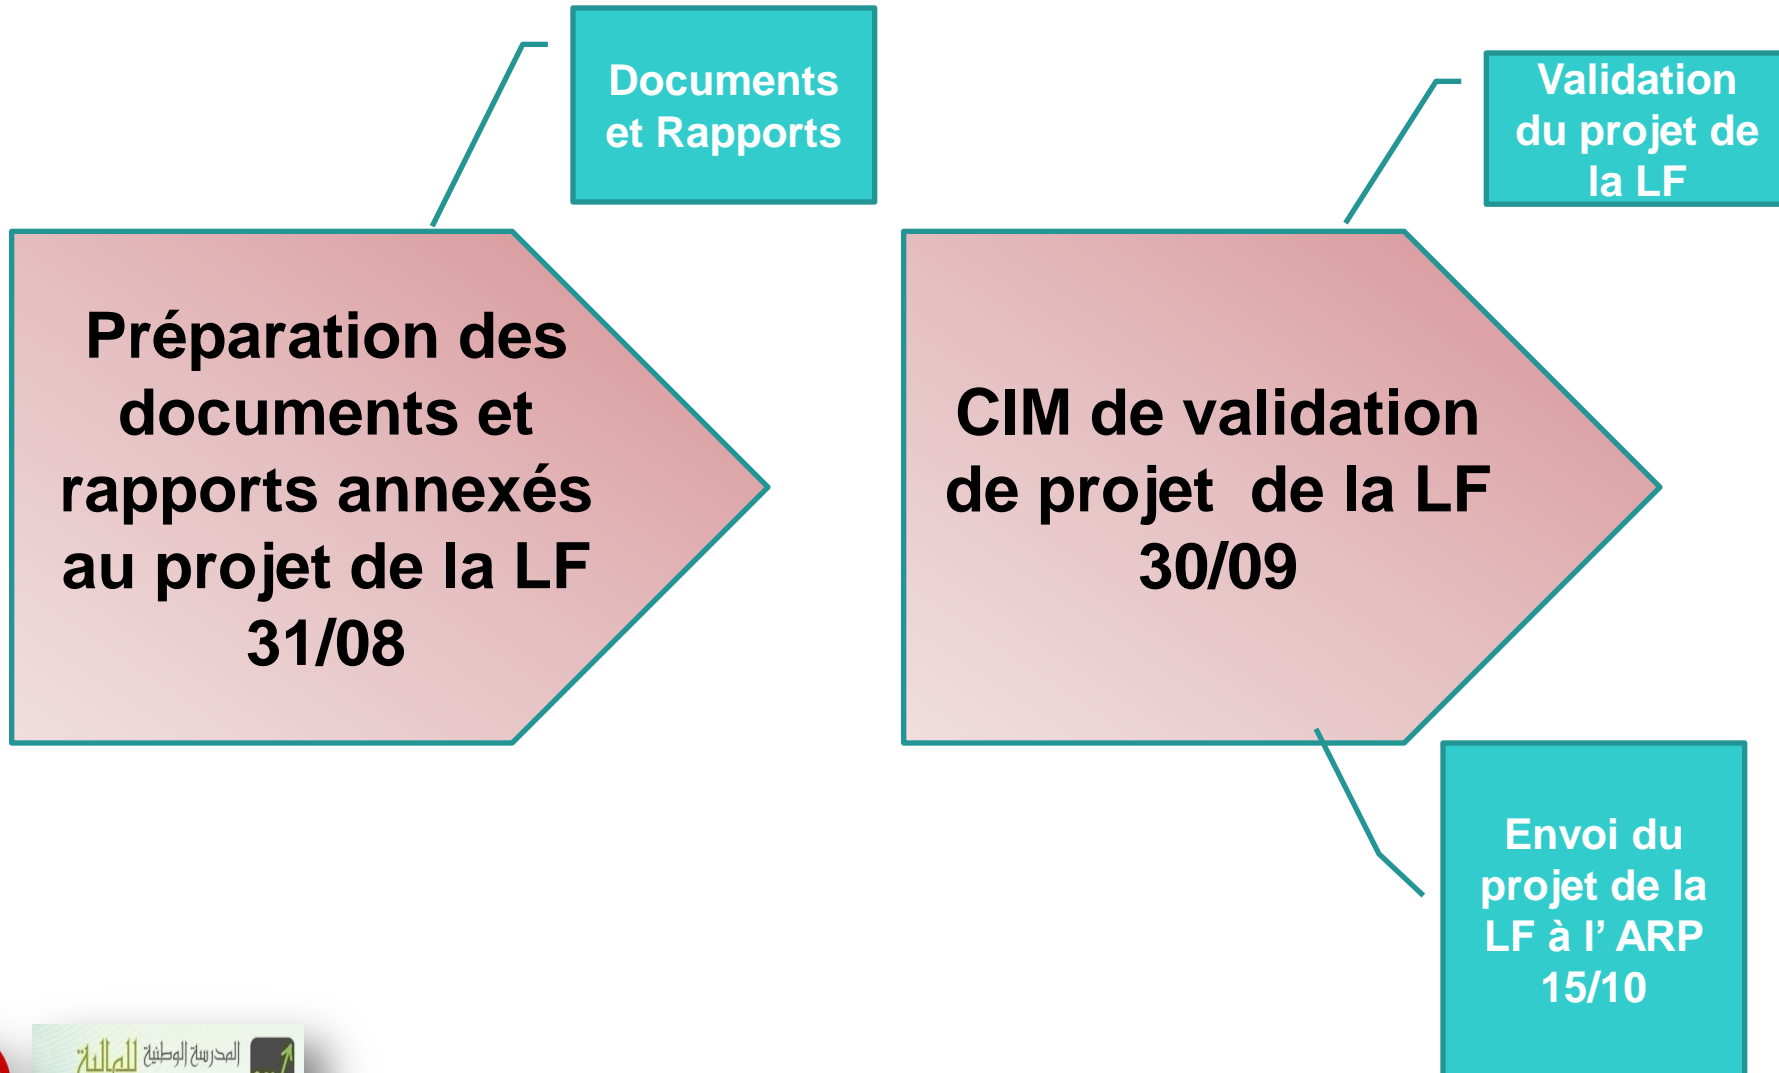 Documents
et Rapports
Validation
du projet de
la LF
Préparation des
documents et
rapports annexés
au projet de la LF
31/08
CIM de validation
de projet  de la LF
30/09
Envoi du
projet de la
LF à l’ ARP
15/10
المدرسة الوطنية للمالية